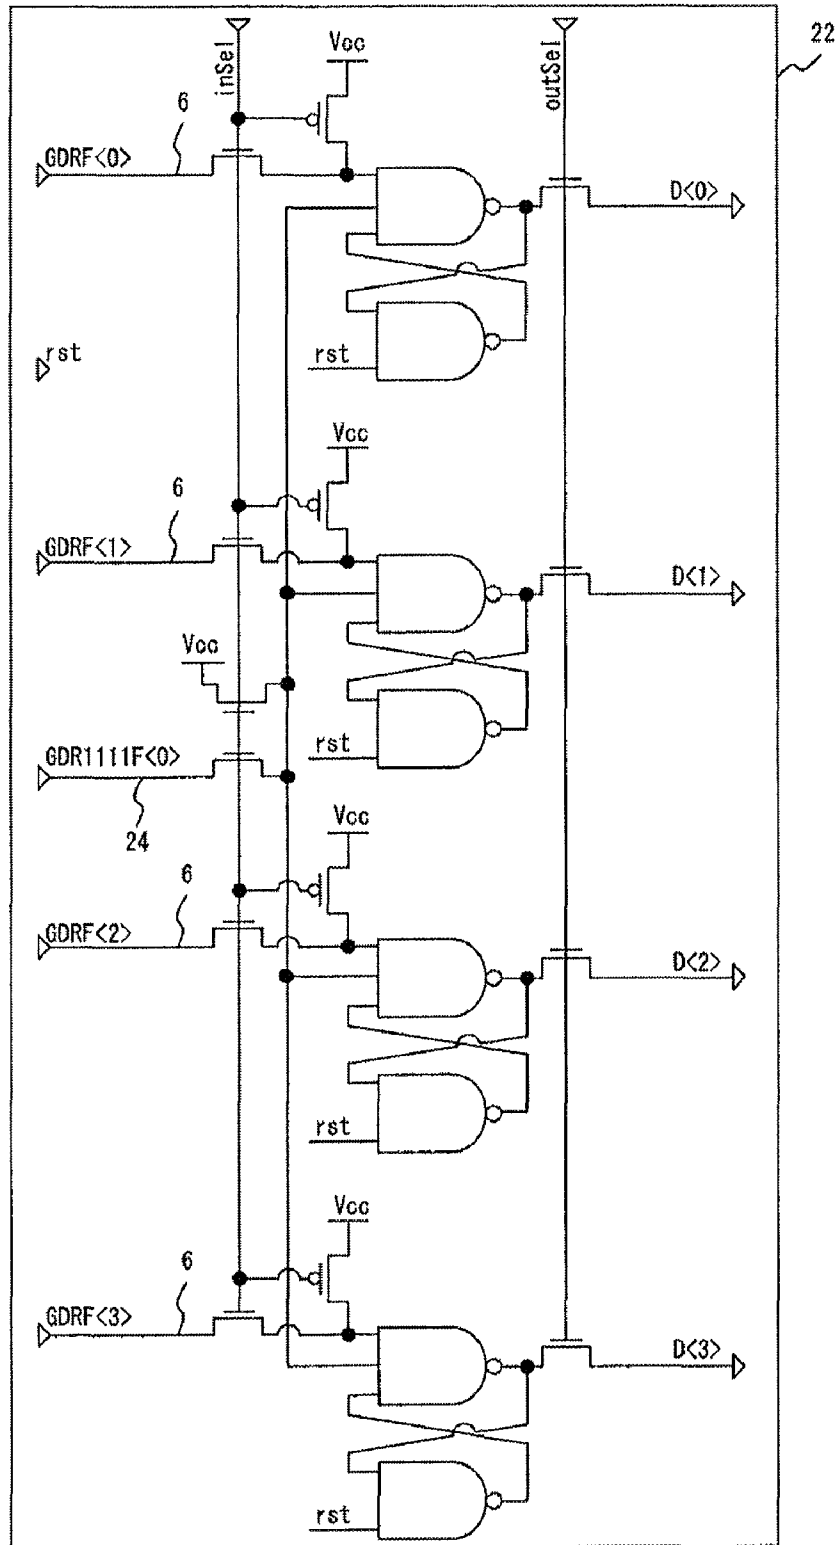 inSel
outSel
22
Vcc
6
GDRF<0>
D<0>
rst
rst
Vcc
6
GDRF<1>
D<1>
Vcc
rst
GDR1111F<0>
24
Vcc
6
GDRF<2>
D<2>
rst
Vcc
6
GDRF<3>
D<3>
rst